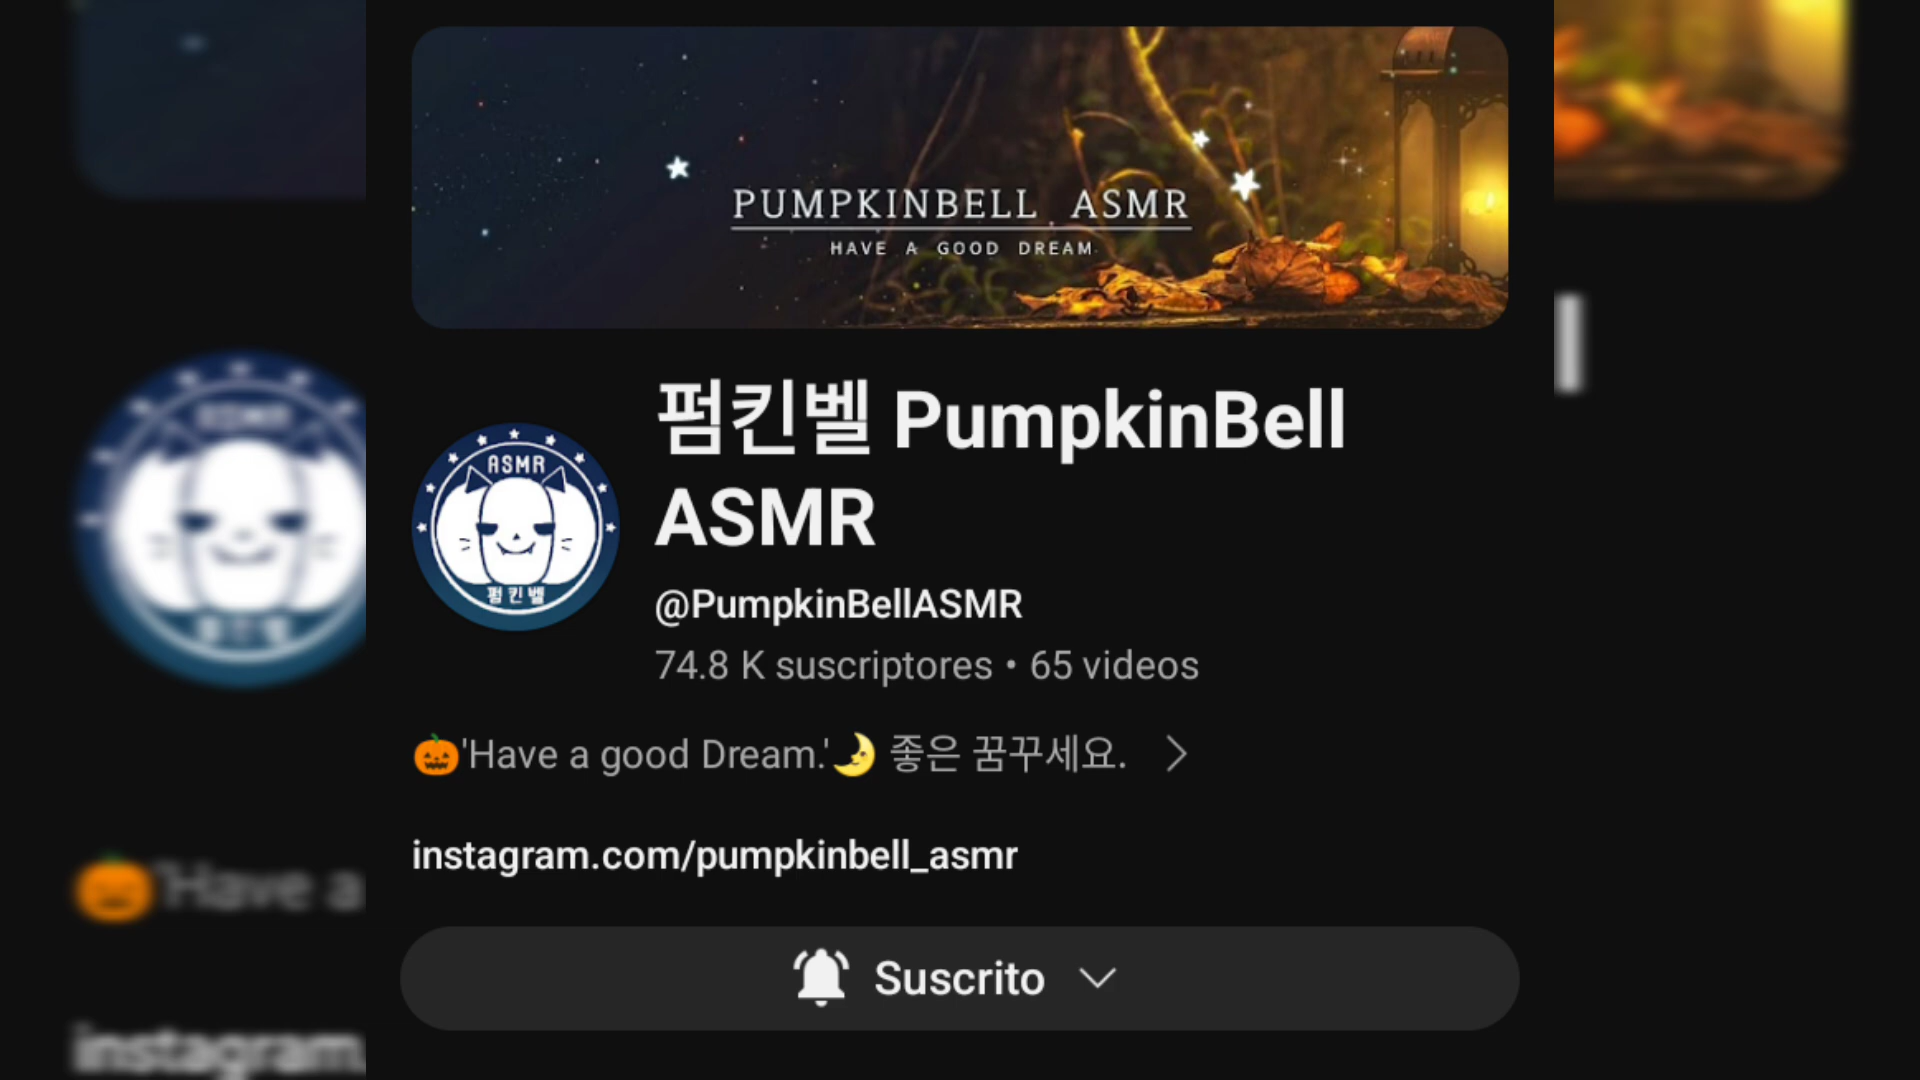 PUMPKINBELL ASMR
HAVE A GOOD DREAM
펌킨벨 PumpkinBell
ASMR
ASMR
펌킨벨
@PumpkinBellASMR
74.8 K suscriptores • 65 videos
🎃'Have a good Dream.'🌛 좋은 꿈꾸세요. >
instagram.com/pumpkinbell_asmr
Suscrito